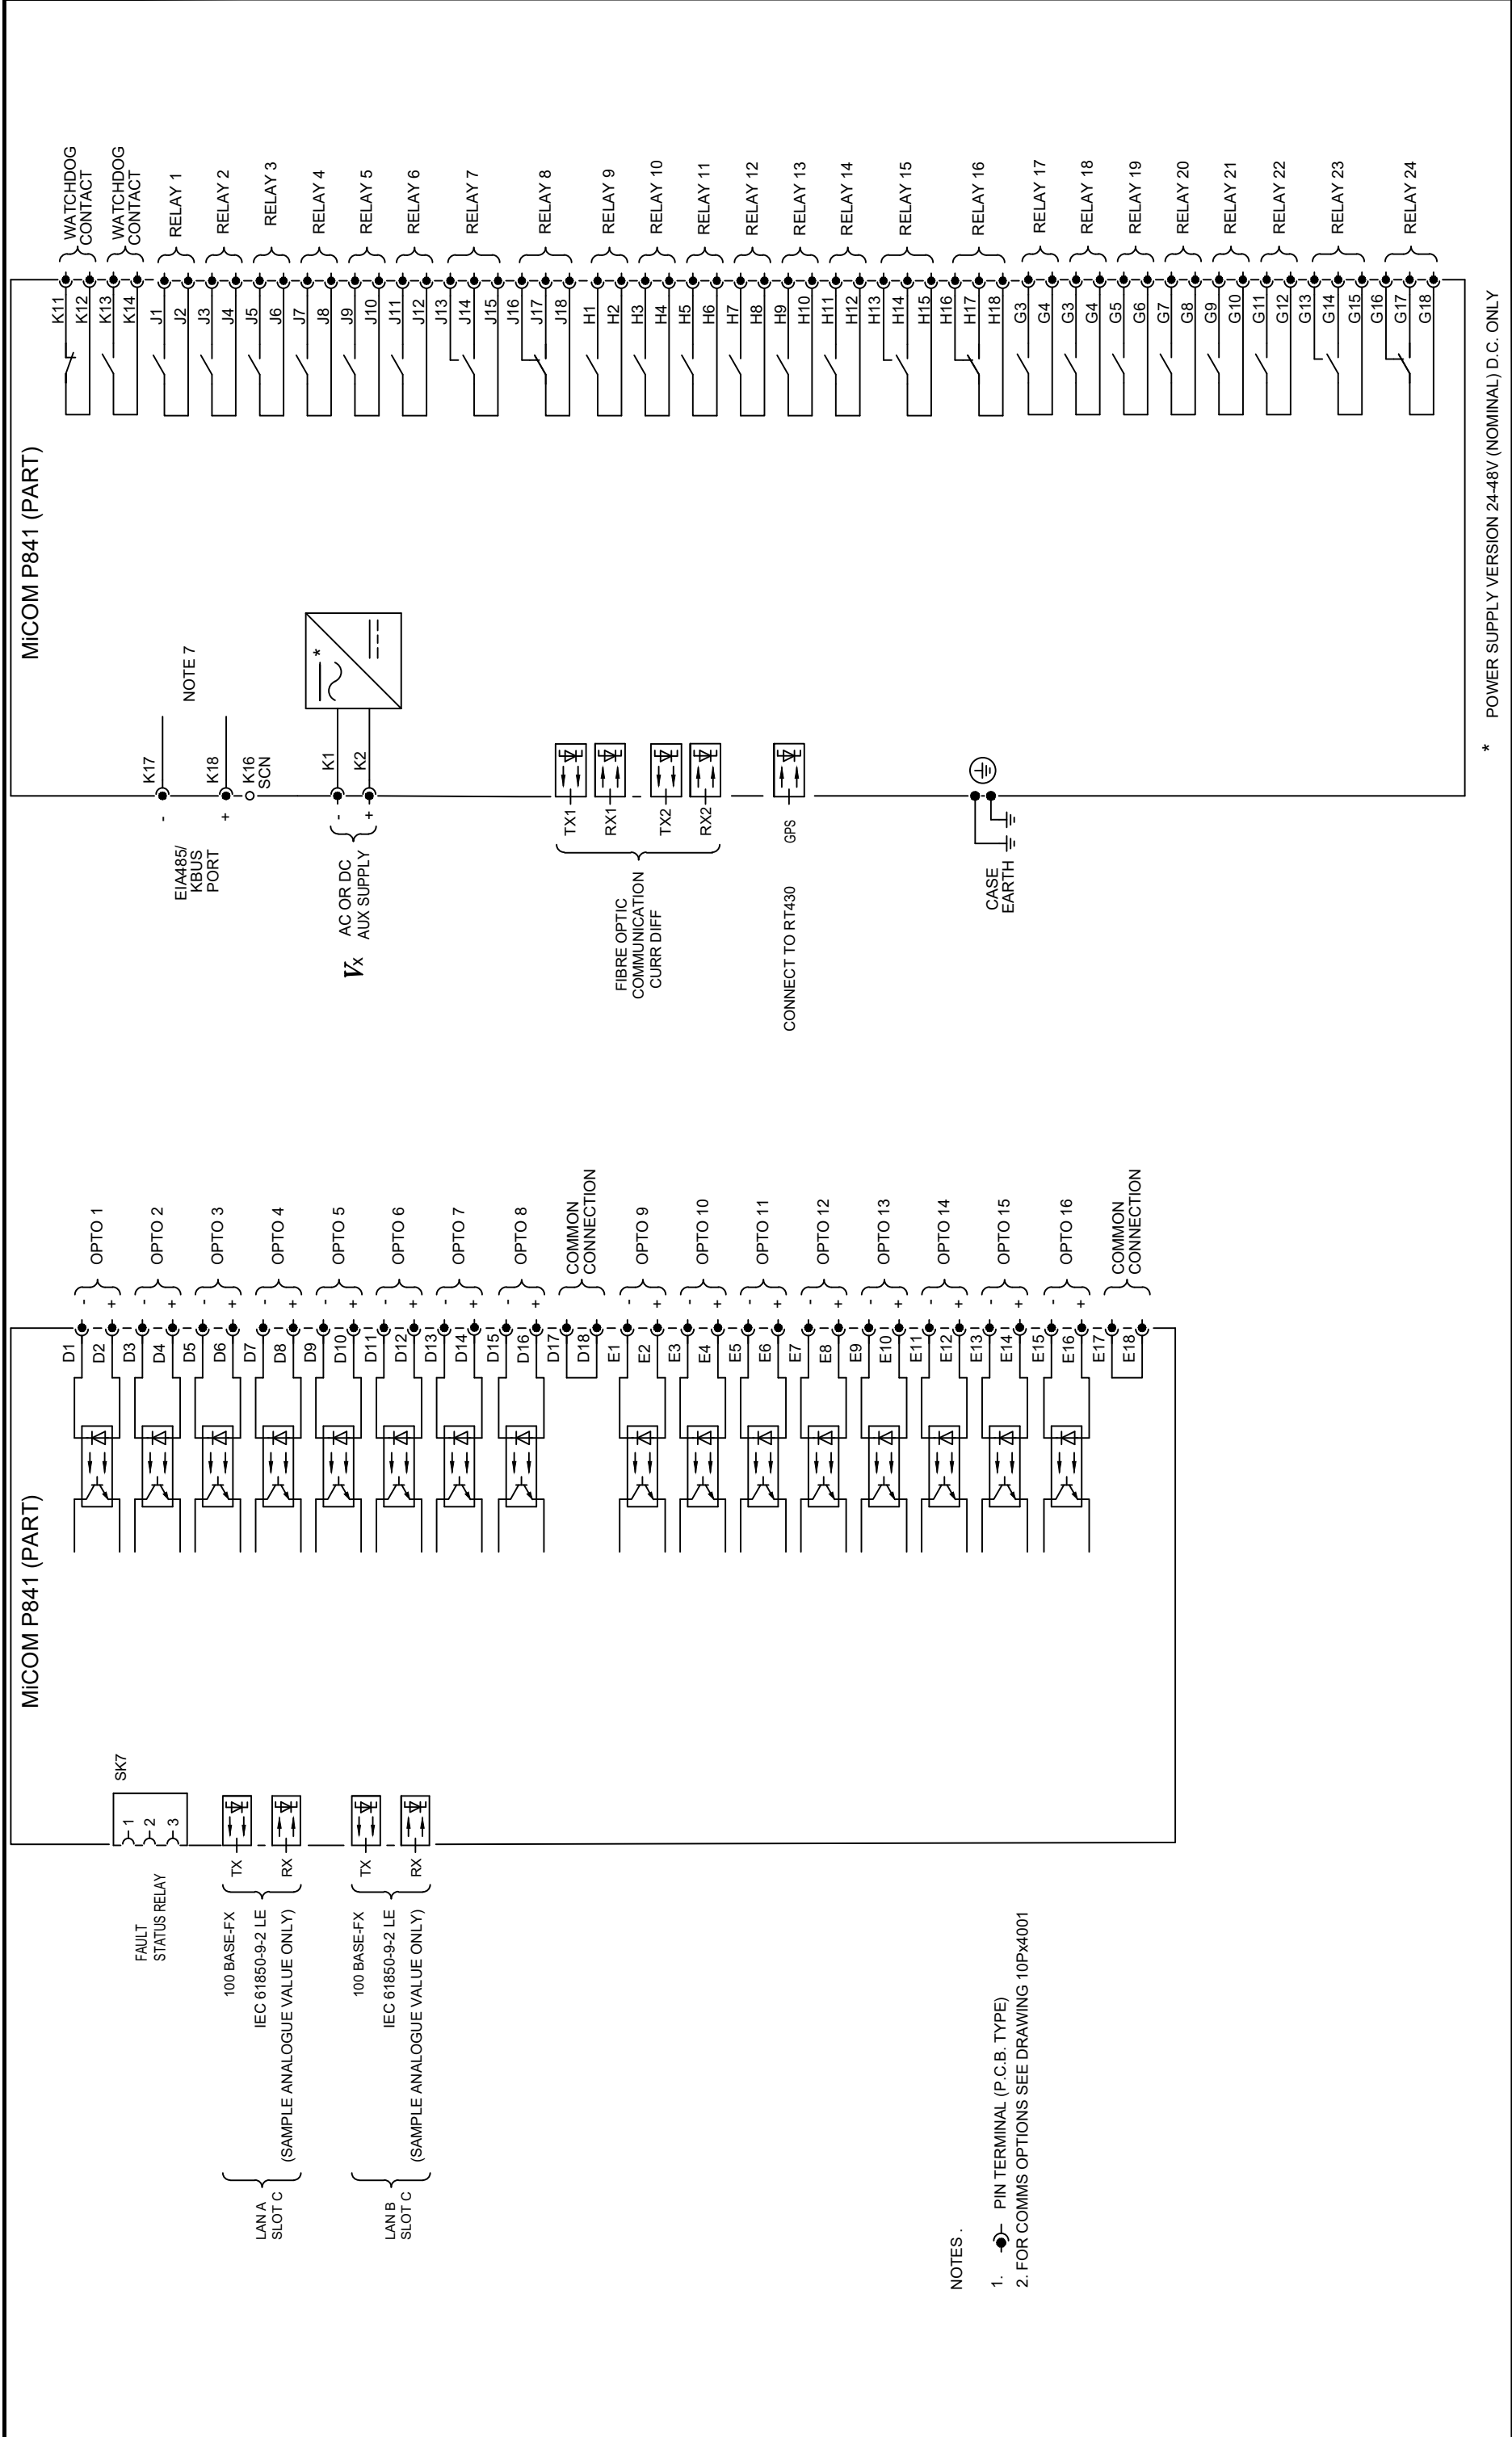 MiCOM P841 (PART)
SK7
1
2
3
FAULT
STATUS RELAY
TX
RX
100 BASE-FX
IEC 61850-9-2 LE
(SAMPLE ANALOGUE VALUE ONLY)
LAN A
SLOT C
TX
RX
100 BASE-FX
IEC 61850-9-2 LE
(SAMPLE ANALOGUE VALUE ONLY)
LAN B
SLOT C
D1 -
D2 +
OPTO 1
D3 -
D4 +
OPTO 2
D5 -
D6 +
OPTO 3
D7 -
D8 +
OPTO 4
D9 -
D10 +
OPTO 5
D11 -
D12 +
OPTO 6
D13 -
D14 +
OPTO 7
D15 -
D16 +
OPTO 8
D17
D18
COMMON
CONNECTION
E1 -
E2 +
OPTO 9
E3 -
E4 +
OPTO 10
E5 -
E6 +
OPTO 11
E7 -
E8 +
OPTO 12
E9 -
E10 +
OPTO 13
E11 -
E12 +
OPTO 14
E13 -
E14 +
OPTO 15
E15 -
E16 +
OPTO 16
E17
E18
COMMON
CONNECTION
NOTES .
1. PIN TERMINAL (P.C.B. TYPE)
2. FOR COMMS OPTIONS SEE DRAWING 10Px4001
MiCOM P841 (PART)
EIA485/
KBUS
PORT
- K17
+ K18
K16
SCN
NOTE 7
Vx
AC OR DC
AUX SUPPLY
- K1
+ K2
*
FIBRE OPTIC
COMMUNICATION
CURR DIFF
TX1
RX1
TX2
RX2
CONNECT TO RT430
GPS
CASE
EARTH
K11
K12
WATCHDOG
CONTACT
K13
K14
WATCHDOG
CONTACT
J1
J2
RELAY 1
J3
J4
RELAY 2
J5
J6
RELAY 3
J7
J8
RELAY 4
J9
J10
RELAY 5
J11
J12
RELAY 6
J13
J14
J15
RELAY 7
J16
J17
J18
RELAY 8
H1
H2
RELAY 9
H3
H4
RELAY 10
H5
H6
RELAY 11
H7
H8
RELAY 12
H9
H10
RELAY 13
H11
H12
RELAY 14
H13
H14
H15
RELAY 15
H16
H17
H18
RELAY 16
G3
G4
RELAY 17
G3
G4
RELAY 18
G5
G6
RELAY 19
G7
G8
RELAY 20
G9
G10
RELAY 21
G11
G12
RELAY 22
G13
G14
G15
RELAY 23
G16
G17
G18
RELAY 24
* POWER SUPPLY VERSION 24-48V (NOMINAL) D.C. ONLY